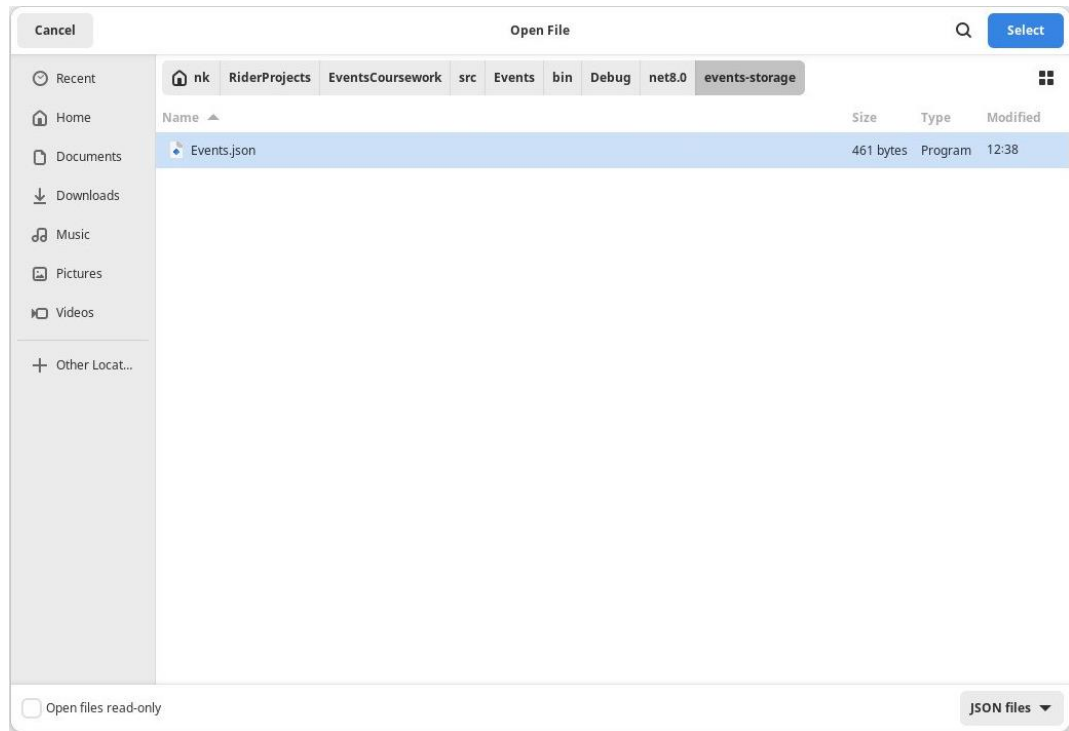 Cancel Open File Select
Recent
Home
Documents
Downloads
Music
Pictures
Videos
Other Locat...
nk RiderProjects EventsCoursework src Events bin Debug net8.0 events-storage
Name Size Type Modified
Events.json 461 bytes Program 12:38
Open files read-only JSON files